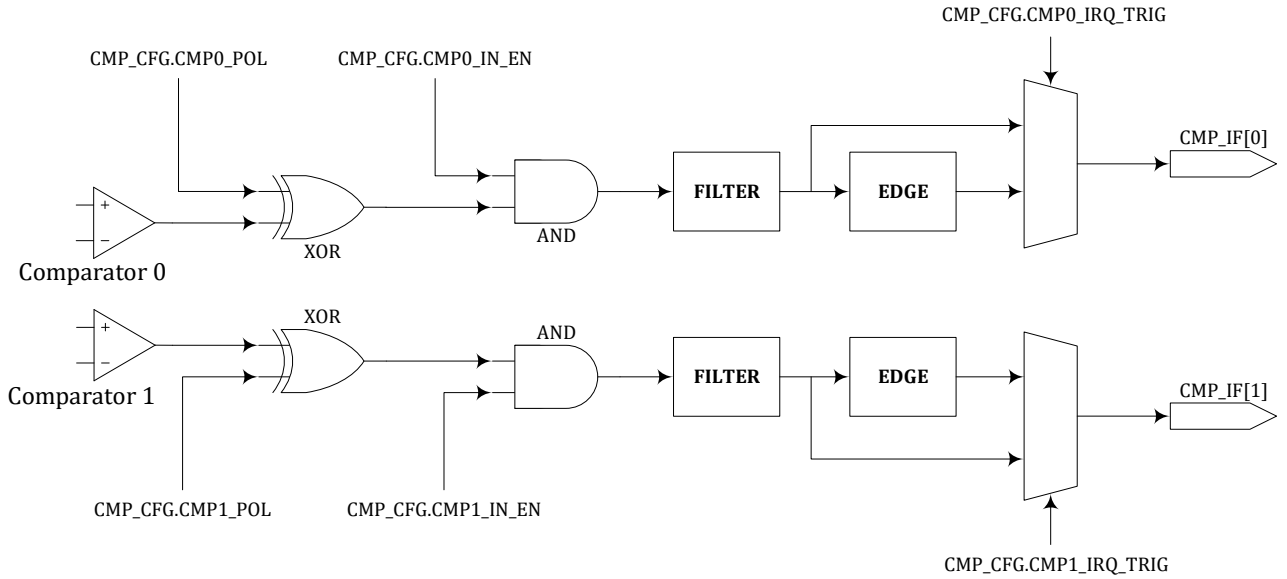 CMP_CFG.CMP0_IRQ_TRIG
CMP_CFG.CMP0_POL
CMP_CFG.CMP0_IN_EN
CMP_IF[0]
+
−
FILTER
EDGE
XOR
AND
Comparator 0
XOR
AND
+
−
FILTER
EDGE
CMP_IF[1]
Comparator 1
CMP_CFG.CMP1_POL
CMP_CFG.CMP1_IN_EN
CMP_CFG.CMP1_IRQ_TRIG